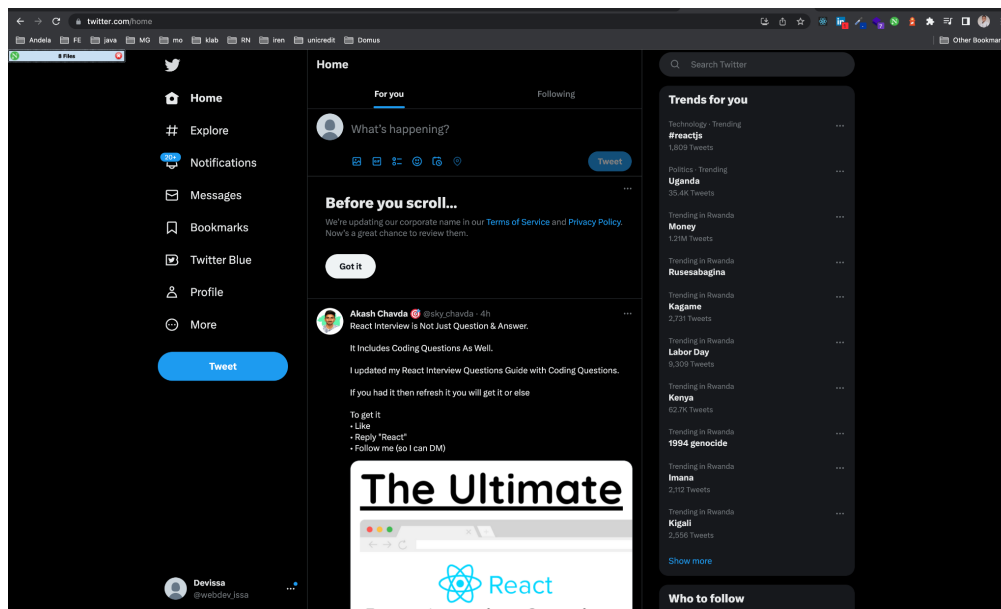 twitter.com/home
Andela FE java MG mo klab RN iren unicredit Domus Other Bookmar
8 Files
Home
Explore
20+
Notifications
Messages
Bookmarks
Twitter Blue
Profile
More
Tweet
Devissa
@webdev_issa
Home
For you Following
What's happening?
Tweet
Before you scroll...
We're updating our corporate name in our Terms of Service and Privacy Policy.
Now's a great chance to review them.
Got it
Akash Chavda @sky_chavda · 4h
React Interview is Not Just Question & Answer.
It Includes Coding Questions As Well.
I updated my React Interview Questions Guide with Coding Questions.
If you had it then refresh it you will get it or else
To get it
• Like
• Reply "React"
• Follow me (so I can DM)
The Ultimate
React
Search Twitter
Trends for you
Technology · Trending
#reactjs
1,809 Tweets
Politics · Trending
Uganda
35.4K Tweets
Trending in Rwanda
Money
1.21M Tweets
Trending in Rwanda
Rusesabagina
Trending in Rwanda
Kagame
2,731 Tweets
Trending in Rwanda
Labor Day
9,309 Tweets
Trending in Rwanda
Kenya
62.7K Tweets
Trending in Rwanda
1994 genocide
Trending in Rwanda
Imana
2,112 Tweets
Trending in Rwanda
Kigali
2,556 Tweets
Show more
Who to follow